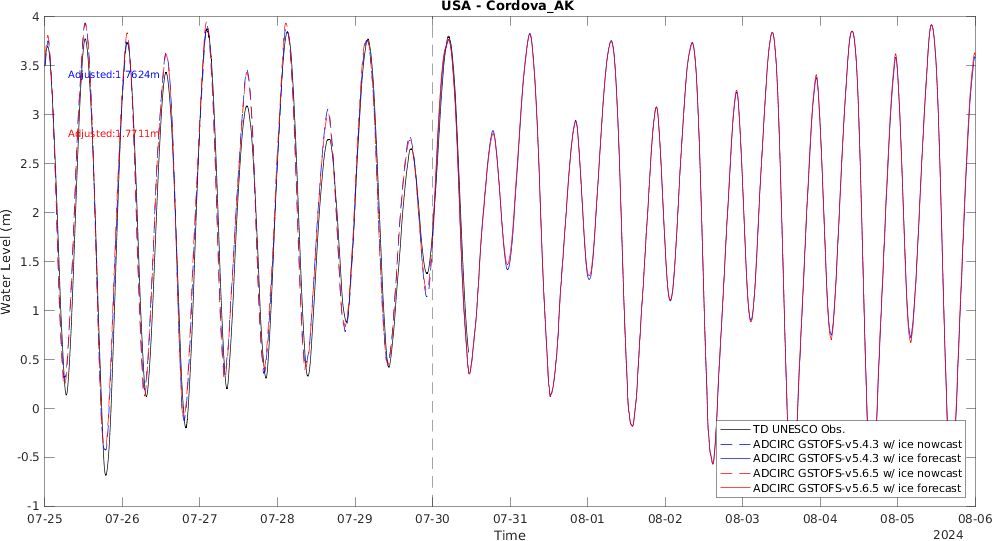 USA - Cordova_AK
4
3.5
3
2.5
2
1.5
1
0.5
0
-0.5
-1
Water Level (m)
Adjusted:1.7624m
Adjusted:1.7711m
TD UNESCO Obs.
ADCIRC GSTOFS-v5.4.3 w/ ice nowcast
ADCIRC GSTOFS-v5.4.3 w/ ice forecast
ADCIRC GSTOFS-v5.6.5 w/ ice nowcast
ADCIRC GSTOFS-v5.6.5 w/ ice forecast
07-25 07-26 07-27 07-28 07-29 07-30 07-31 08-01 08-02 08-03 08-04 08-05 08-06
Time
2024